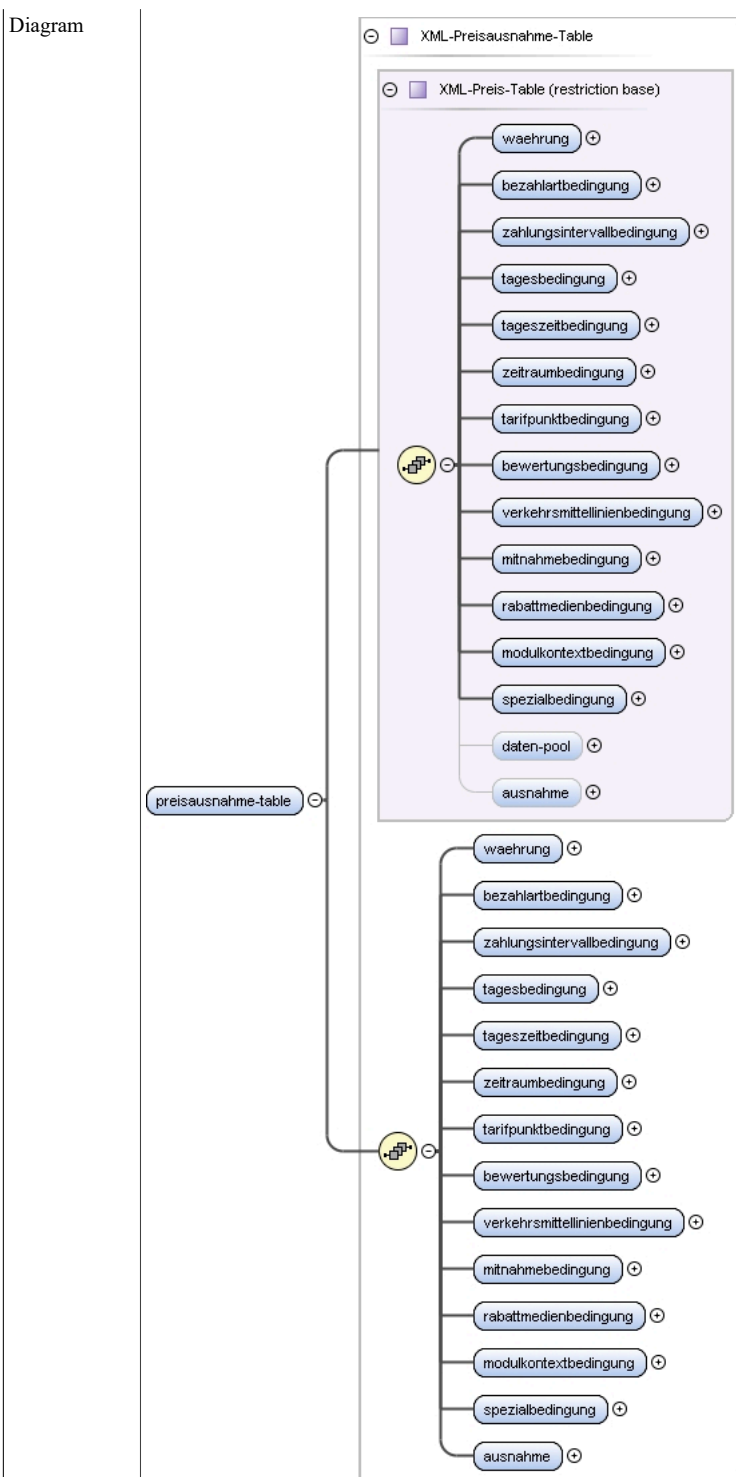 Diagram
XML-Preisausnahme-Table
XML-Preis-Table (restriction base)
waehrung
bezahlartbedingung
zahlungsintervallbedingung
tagesbedingung
tageszeitbedingung
zeitraumbedingung
tarifpunktbedingung
bewertungsbedingung
verkehrsmittellinienbedingung
mitnahmebedingung
rabattmedienbedingung
modulkontextbedingung
spezialbedingung
daten-pool
ausnahme
preisausnahme-table
waehrung
bezahlartbedingung
zahlungsintervallbedingung
tagesbedingung
tageszeitbedingung
zeitraumbedingung
tarifpunktbedingung
bewertungsbedingung
verkehrsmittellinienbedingung
mitnahmebedingung
rabattmedienbedingung
modulkontextbedingung
spezialbedingung
ausnahme